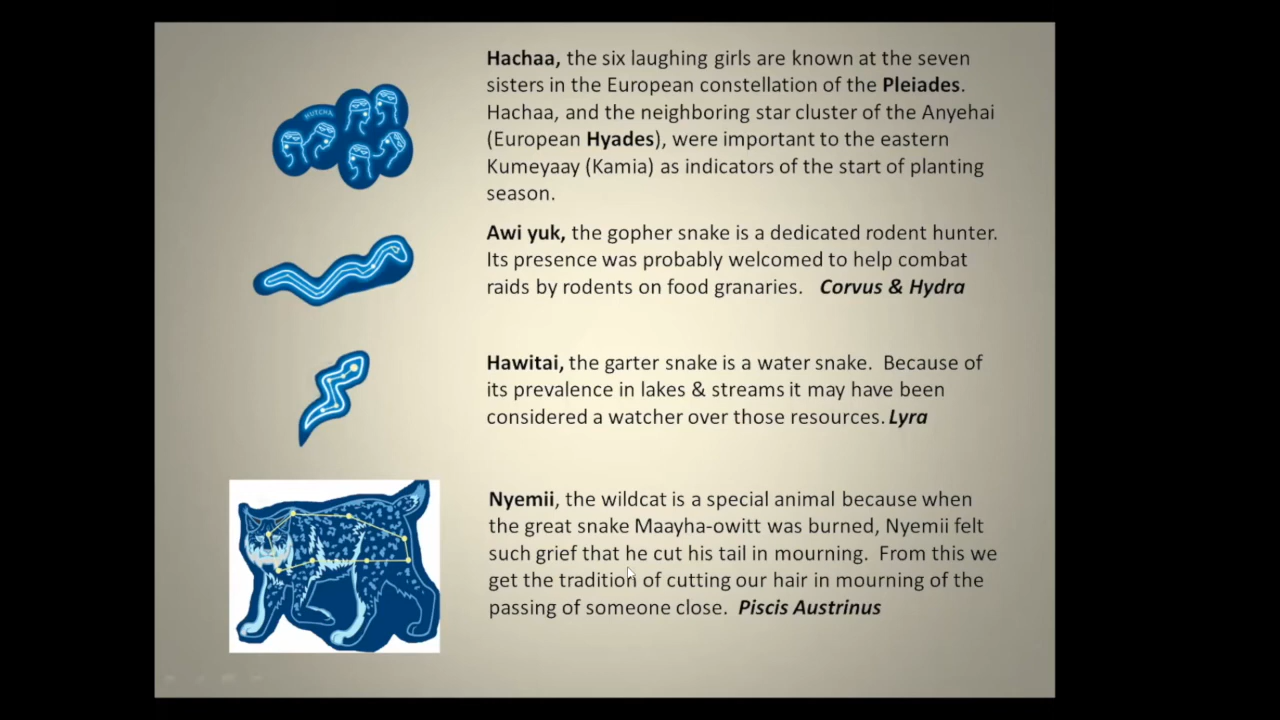 HUTCHA
Hachaa, the six laughing girls are known at the seven
sisters in the European constellation of the Pleiades.
Hachaa, and the neighboring star cluster of the Anyehai
(European Hyades), were important to the eastern
Kumeyaay (Kamia) as indicators of the start of planting
season.
Awi yuk, the gopher snake is a dedicated rodent hunter.
Its presence was probably welcomed to help combat
raids by rodents on food granaries. Corvus & Hydra
Hawitai, the garter snake is a water snake. Because of
its prevalence in lakes & streams it may have been
considered a watcher over those resources. Lyra
Nyemii, the wildcat is a special animal because when
the great snake Maayha-owitt was burned, Nyemii felt
such grief that he cut his tail in mourning. From this we
get the tradition of cutting our hair in mourning of the
passing of someone close. Piscis Austrinus